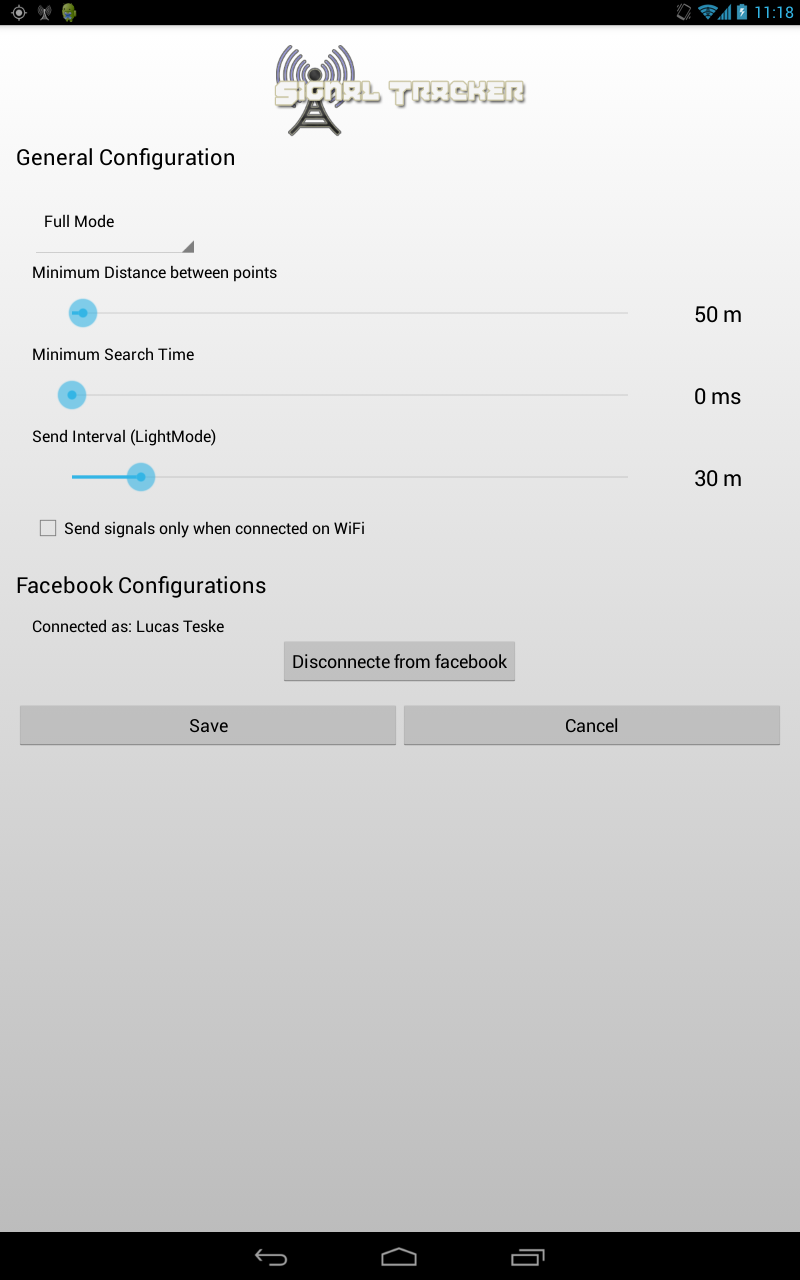 11:18
Signal Tracker
General Configuration
Full Mode
Minimum Distance between points
50 m
Minimum Search Time
0 ms
Send Interval (LightMode)
30 m
Send signals only when connected on WiFi
Facebook Configurations
Connected as: Lucas Teske
Disconnecte from facebook
Save Cancel